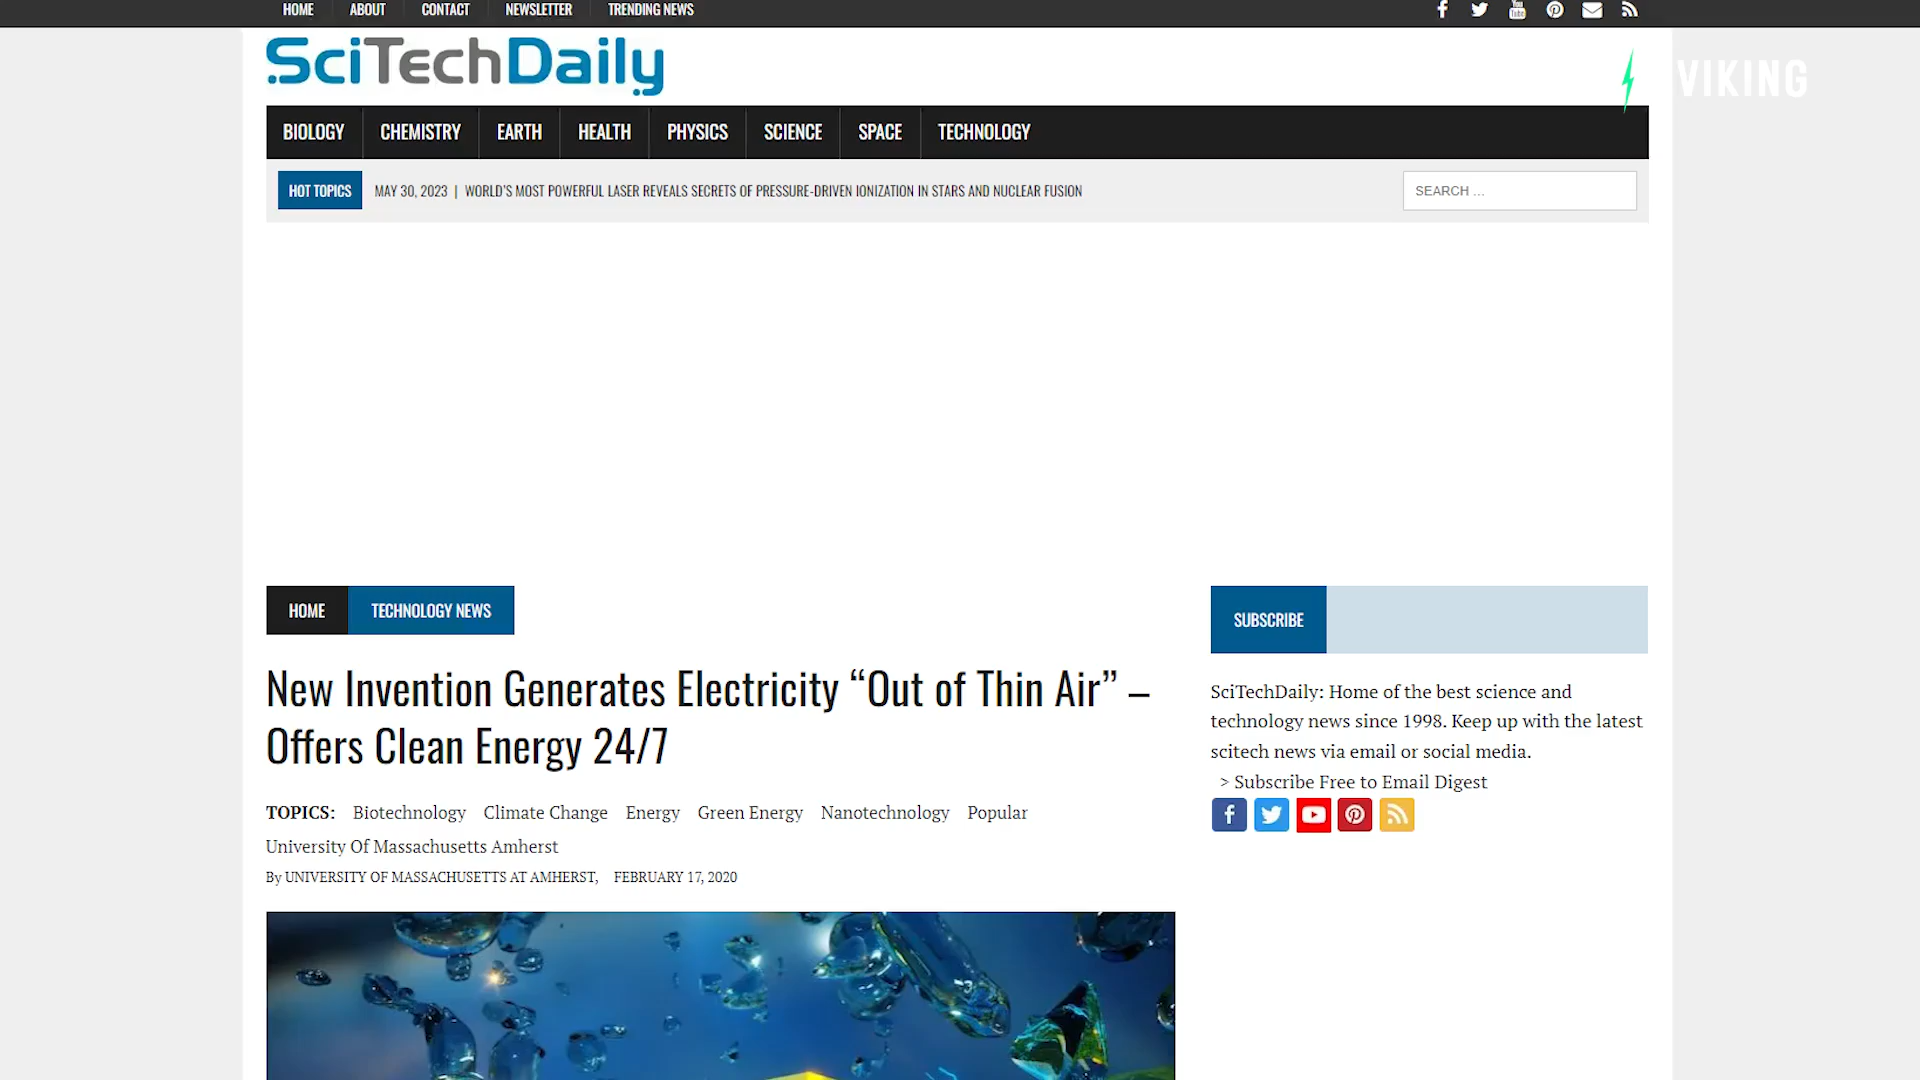 HOME ABOUT CONTACT NEWSLETTER TRENDING NEWS
SciTechDaily
VIKING
BIOLOGY CHEMISTRY EARTH HEALTH PHYSICS SCIENCE SPACE TECHNOLOGY
HOT TOPICS MAY 30, 2023 | WORLD'S MOST POWERFUL LASER REVEALS SECRETS OF PRESSURE-DRIVEN IONIZATION IN STARS AND NUCLEAR FUSION
SEARCH ...
HOME TECHNOLOGY NEWS
New Invention Generates Electricity “Out of Thin Air” –
Offers Clean Energy 24/7
TOPICS: Biotechnology Climate Change Energy Green Energy Nanotechnology Popular
University Of Massachusetts Amherst
By UNIVERSITY OF MASSACHUSETTS AT AMHERST, FEBRUARY 17, 2020
SUBSCRIBE
SciTechDaily: Home of the best science and
technology news since 1998. Keep up with the latest
scitech news via email or social media.
> Subscribe Free to Email Digest